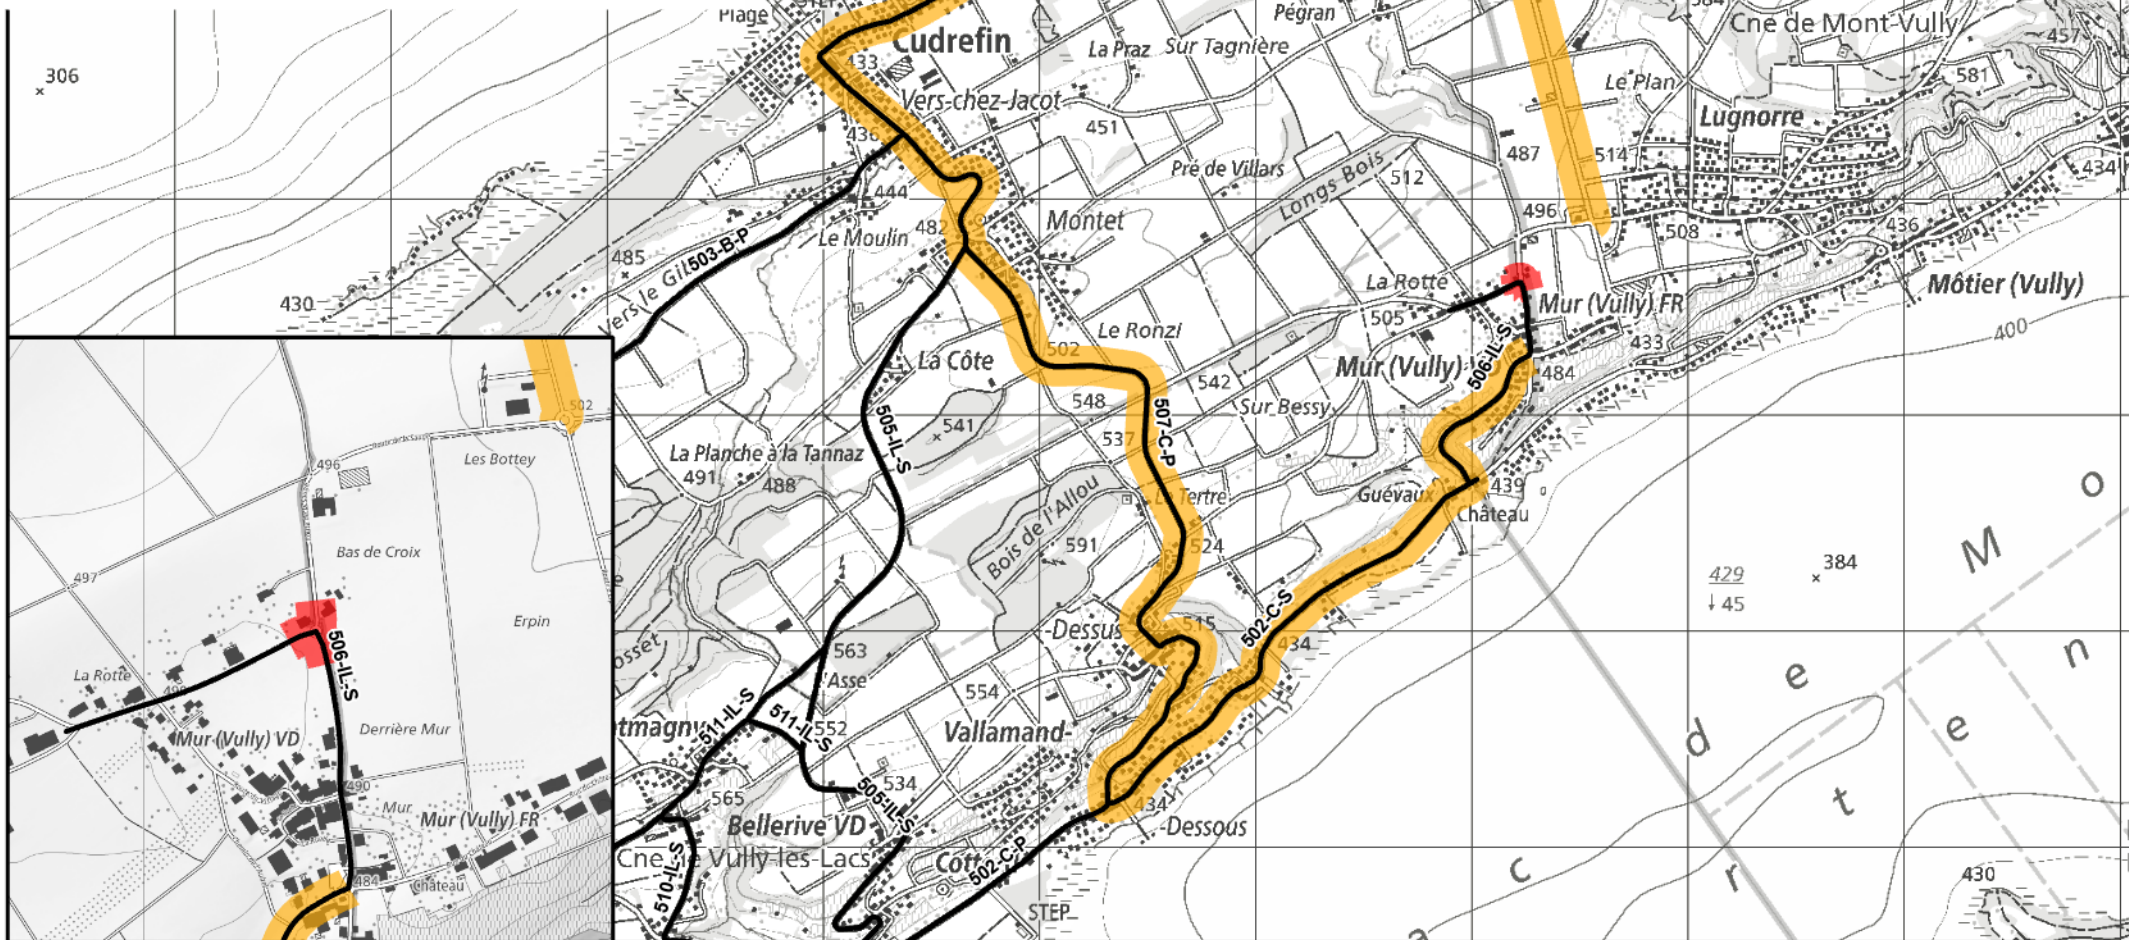 Plage
Pégran
584
Cne de Mont-Vully
306
Cudrefin
La Praz
Sur Tagnière
457
433
Le Plan
581
Vers-chez-Jacot
Lugnorre
436
451
487
514
434
Pré de Villars
Longs Bois
512
444
496
482
Montet
508
436
Le Moulin
485
503-B-P
Vers le Gil
430
La Rotte
Mur (Vully) FR
Môtier (Vully)
505
Le Ronzi
400
502
433
La Côte
Mur (Vully)
506-IL-S
484
542
548
Sur Bessy
505-IL-S
541
507-C-P
537
La Planche à la Tannaz
491
488
Le Tertre
Guévaux
439
Château
Bois de l'Allou
591
524
M
o
384
429
45
502-C-S
-Dessus
515
434
563
'Asse
osset
554
d
e
n
511-IL-S
511-IL-S
552
tmagny
Vallamand-
e
t
534
505-IL-S
565
434
-Dessous
Bellerive VD
Cne de Vully-les-Lacs
Cott
502-C-P
510-IL-S
STEP
c
r
430
a
502
Les Bottey
496
Bas de Croix
497
Erpin
506-IL-S
La Rotte
Derrière Mur
Mur (Vully) VD
490
Mur
Mur (Vully) FR
484
Château